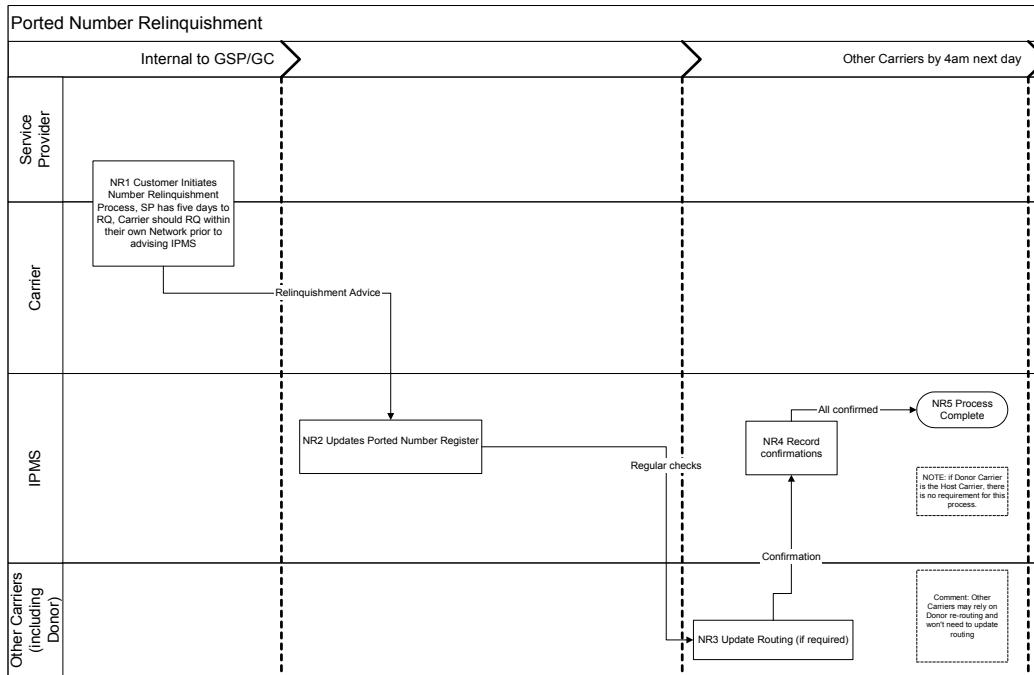 Ported Number Relinquishment
Internal to GSP/GC
Other Carriers by 4am next day
Service
Provider
NR1 Customer Initiates
Number Relinquishment
Process, SP has five days to
RQ, Carrier should RQ within
their own Network prior to
advising IPMS
Carrier
Relinquishment Advice
IPMS
NR2 Updates Ported Number Register
Regular checks
NR4 Record
confirmations
All confirmed
NR5 Process
Complete
NOTE: if Donor Carrier
is the Host Carrier, there
is no requirement for this
process.
Confirmation
Other Carriers
(including
Donor)
NR3 Update Routing (if required)
Comment: Other
Carriers may rely on
Donor re-routing and
won't need to update
routing